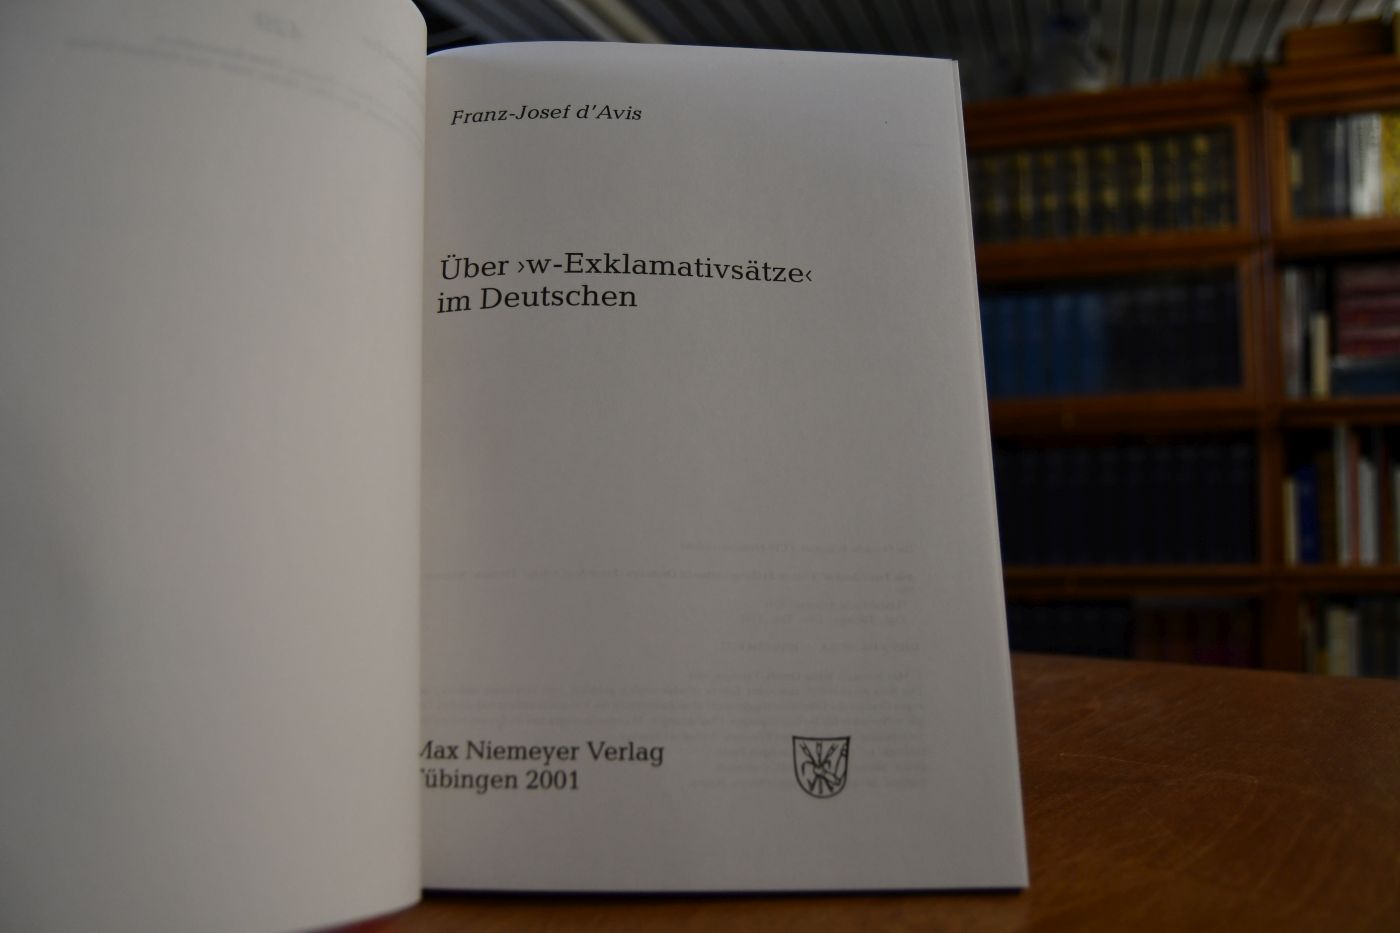 Franz-Josef d'Avis
Über ›w-Exklamativsätze‹
im Deutschen
Max Niemeyer Verlag
Tübingen 2001